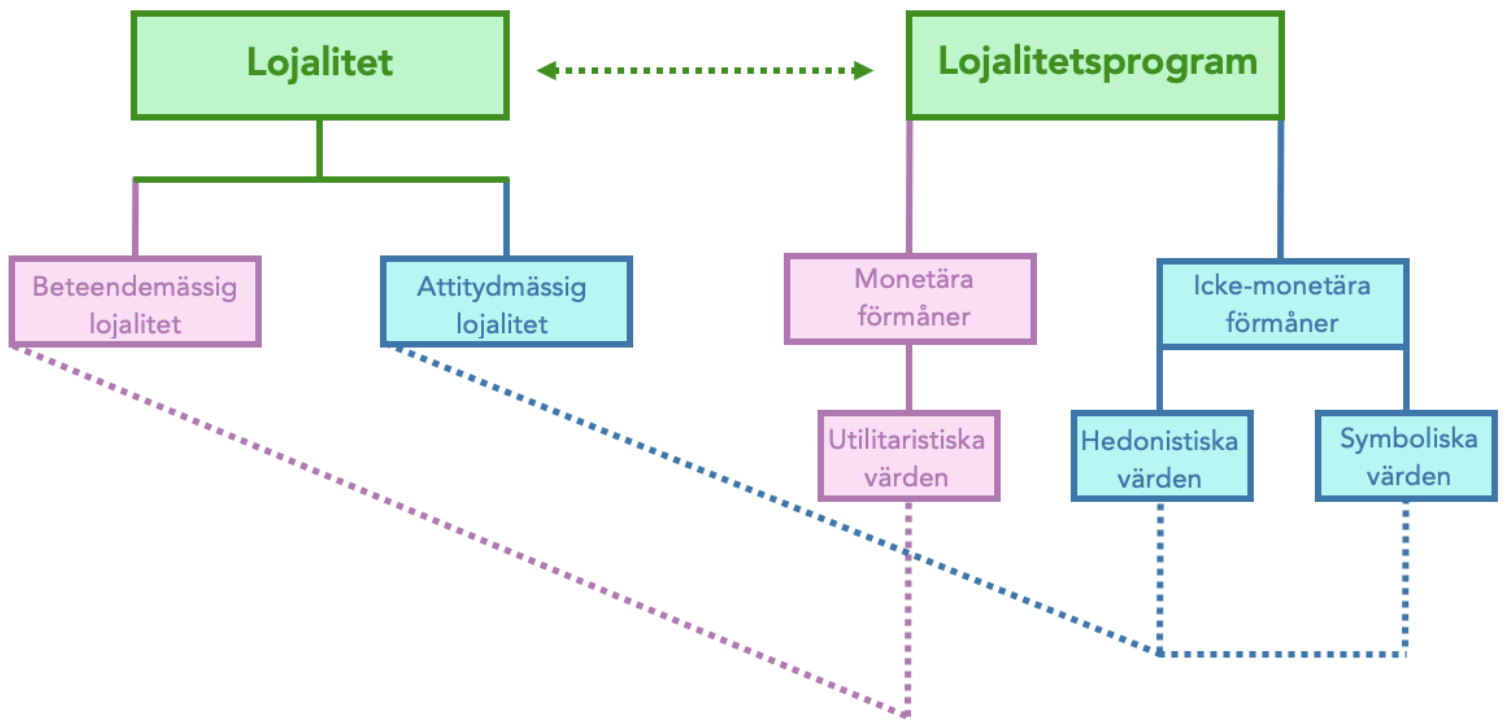 Lojalitet
Lojalitetsprogram
Beteendemässig
lojalitet
Attitydmässig
lojalitet
Monetära
förmåner
Icke-monetära
förmåner
Utilitaristiska
värden
Hedonistiska
värden
Symboliska
värden